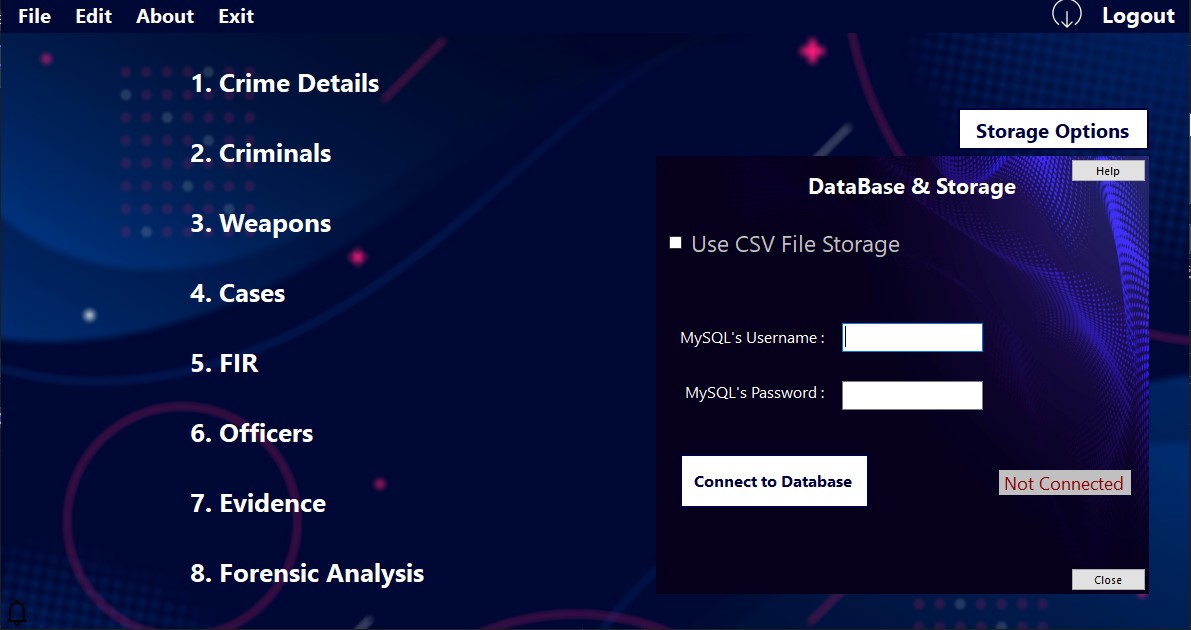 File Edit About Exit Logout
1. Crime Details
2. Criminals
3. Weapons
4. Cases
5. FIR
6. Officers
7. Evidence
8. Forensic Analysis
Storage Options
Help
DataBase & Storage
Use CSV File Storage
MySQL's Username :
MySQL's Password :
Connect to Database
Not Connected
Close